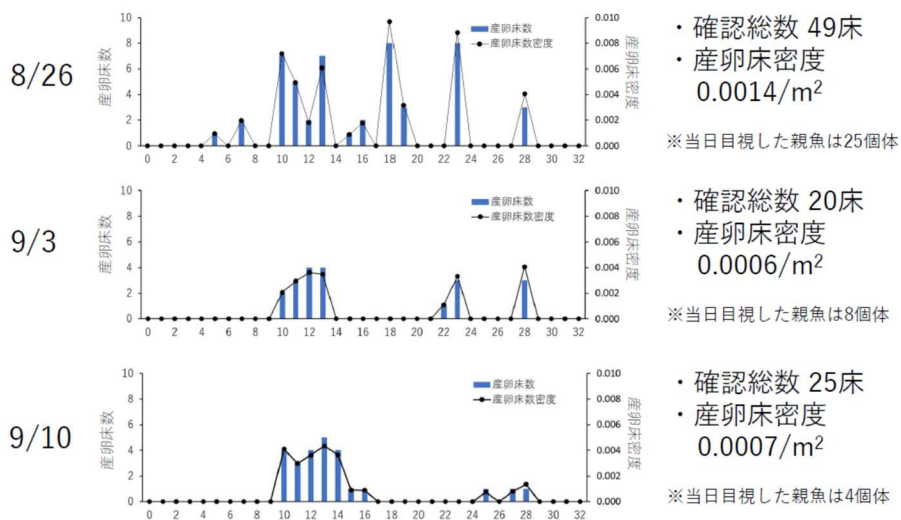 8/26
産卵床数
10
8
6
4
2
0
産卵床数
産卵床数密度
0.010
0.008
0.006
0.004
0.002
0.000
産卵床密度
0 2 4 6 8 10 12 14 16 18 20 22 24 26 28 30 32
・確認総数 49床
・産卵床密度
0.0014/m²
※当日目視した親魚は25個体
9/3
産卵床数
10
8
6
4
2
0
産卵床数
産卵床数密度
0.010
0.008
0.006
0.004
0.002
0.000
産卵床密度
0 2 4 6 8 10 12 14 16 18 20 22 24 26 28 30 32
・確認総数 20床
・産卵床密度
0.0006/m²
※当日目視した親魚は8個体
9/10
産卵床数
10
8
6
4
2
0
産卵床数
産卵床数密度
0.010
0.008
0.006
0.004
0.002
0.000
産卵床密度
0 2 4 6 8 10 12 14 16 18 20 22 24 26 28 30 32
・確認総数 25床
・産卵床密度
0.0007/m²
※当日目視した親魚は4個体